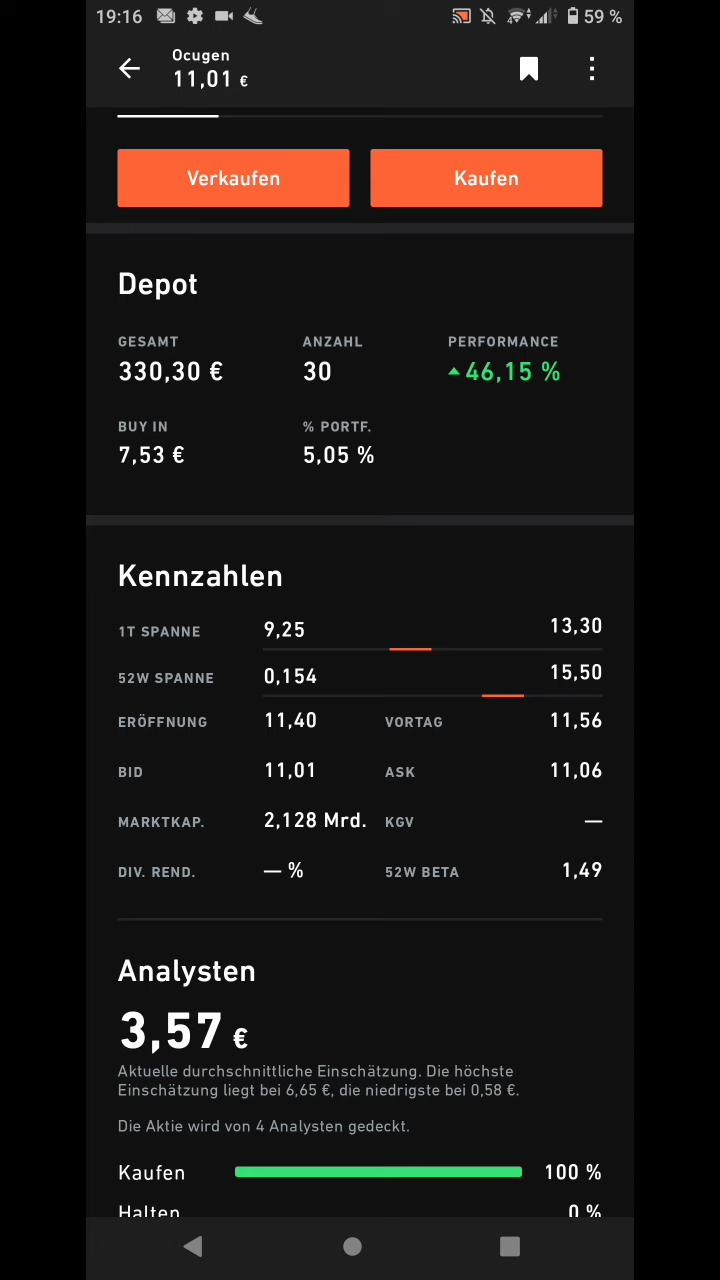 19:16 59 %
Ocugen
11,01 €
Verkaufen Kaufen
Depot
GESAMT ANZAHL PERFORMANCE
330,30 € 30 46,15 %
BUY IN % PORTF.
7,53 € 5,05 %
Kennzahlen
1T SPANNE 9,25 13,30
52W SPANNE 0,154 15,50
ERÖFFNUNG 11,40 VORTAG 11,56
BID 11,01 ASK 11,06
MARKTKAP. 2,128 Mrd. KGV —
DIV. REND. — % 52W BETA 1,49
Analysten
3,57 €
Aktuelle durchschnittliche Einschätzung. Die höchste
Einschätzung liegt bei 6,65 €, die niedrigste bei 0,58 €.
Die Aktie wird von 4 Analysten gedeckt.
Kaufen 100 %
Halten 0 %